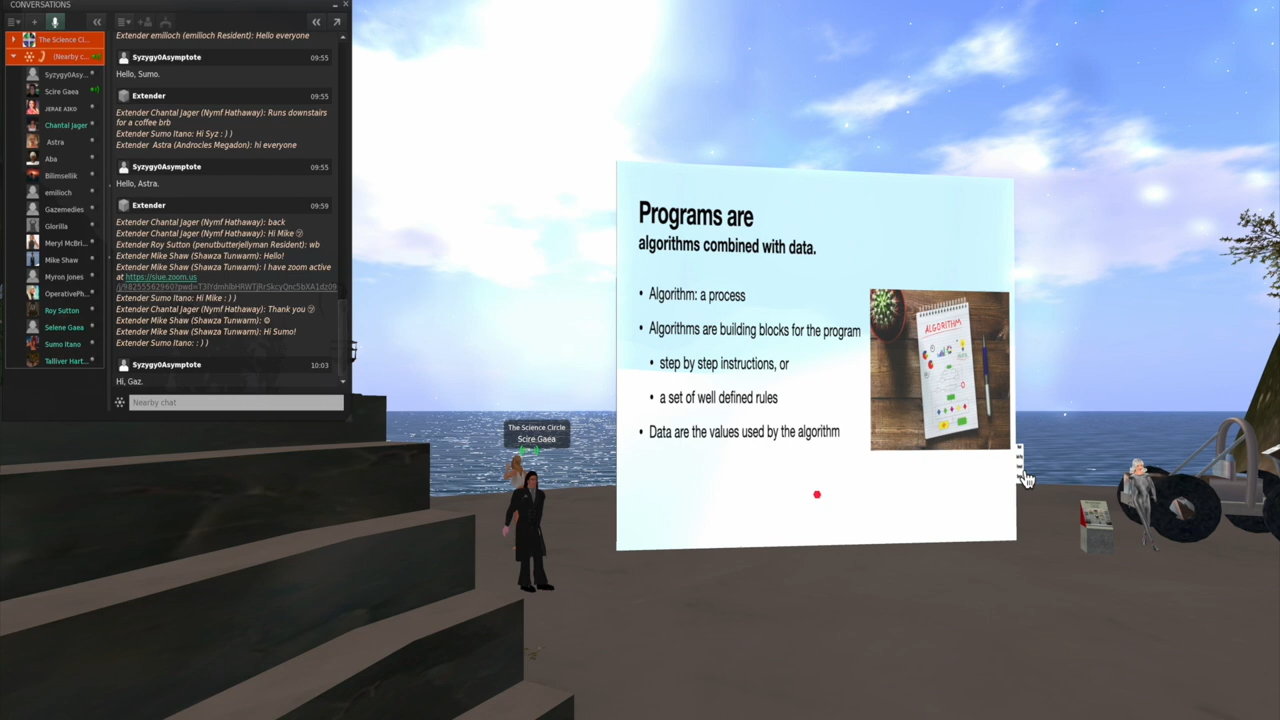 CONVERSATIONS
The Science Ci...
(Nearby c...
Syzygy0Asy...
Scire Gaea
JERAE AIKO
Chantal Jager
Astra
Aba
Bilimsellik
emilioch
Gazemedies
Glorilla
Meryl McBri...
Mike Shaw
Myron Jones
OperativePh...
Roy Sutton
Selene Gaea
Sumo Itano
Talliver Hart...
Extender emilioch (emilioch Resident): Hello everyone
Syzygy0Asymptote 09:55
Hello, Sumo.
Extender 09:55
Extender Chantal Jager (Nymf Hathaway): Runs downstairs
for a coffee brb
Extender Sumo Itano: Hi Syz : ) )
Extender  Astra (Androcles Megadon): hi everyone
Syzygy0Asymptote 09:55
Hello, Astra.
Extender 09:59
Extender Chantal Jager (Nymf Hathaway): back
Extender Chantal Jager (Nymf Hathaway): Hi Mike
Extender Roy Sutton (penutbutterjellyman Resident): wb
Extender Mike Shaw (Shawza Tunwarm): Hello!
Extender Mike Shaw (Shawza Tunwarm): I have zoom active
at https://siue.zoom.us
Extender Sumo Itano: Hi Mike : ) )
Extender Chantal Jager (Nymf Hathaway): Thank you
Extender Mike Shaw (Shawza Tunwarm):
Extender Mike Shaw (Shawza Tunwarm): Hi Sumo!
Extender Sumo Itano: : ) )
Syzygy0Asymptote 10:03
Hi, Gaz.
Nearby chat
The Science Circle
Scire Gaea
Programs are
algorithms combined with data.
• Algorithm: a process
• Algorithms are building blocks for the program
• step by step instructions, or
• a set of well defined rules
• Data are the values used by the algorithm
ALGORITHM